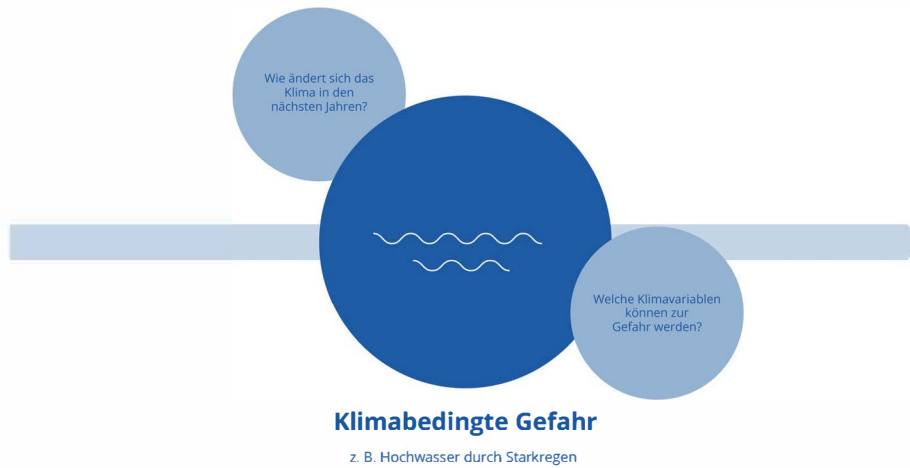 Wie ändert sich das
Klima in den
nächsten Jahren?
Welche Klimavariablen
können zur
Gefahr werden?
Klimabedingte Gefahr
z. B. Hochwasser durch Starkregen